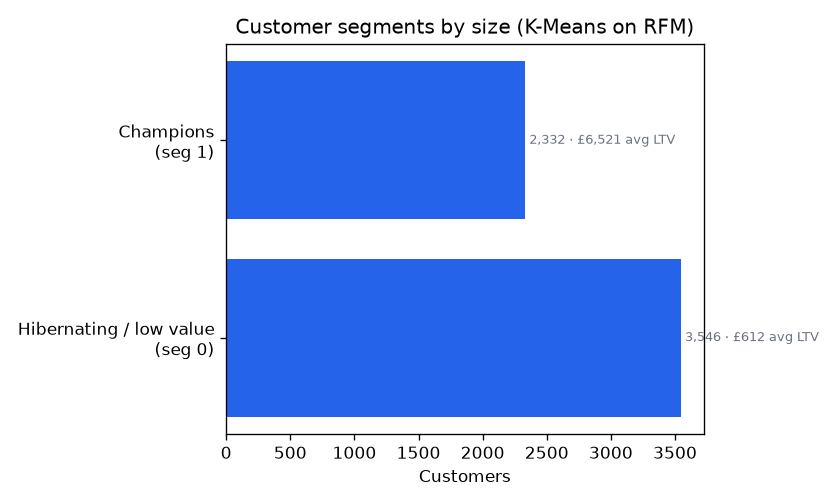 Customer segments by size (K-Means on RFM)
Champions
(seg 1)
2,332 · £6,521 avg LTV
Hibernating / low value
(seg 0)
3,546 · £612 avg LTV
0 500 1000 1500 2000 2500 3000 3500
Customers